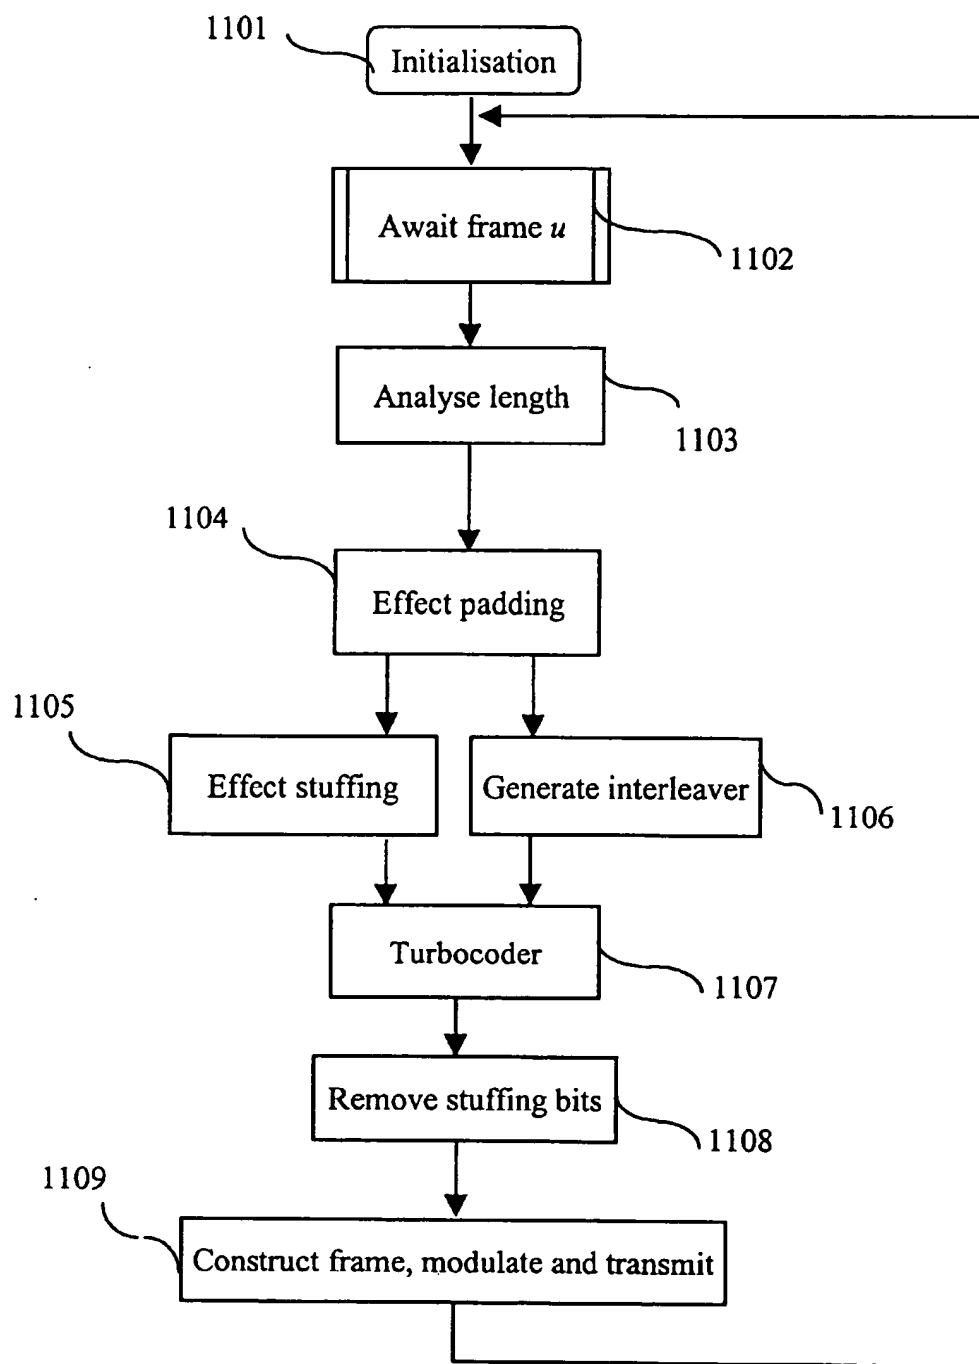 1101
Initialisation
Await frame u
1102
Analyse length
1103
1104
Effect padding
1105
Effect stuffing
Generate interleaver
1106
Turbocoder
1107
Remove stuffing bits
1108
1109
Construct frame, modulate and transmit